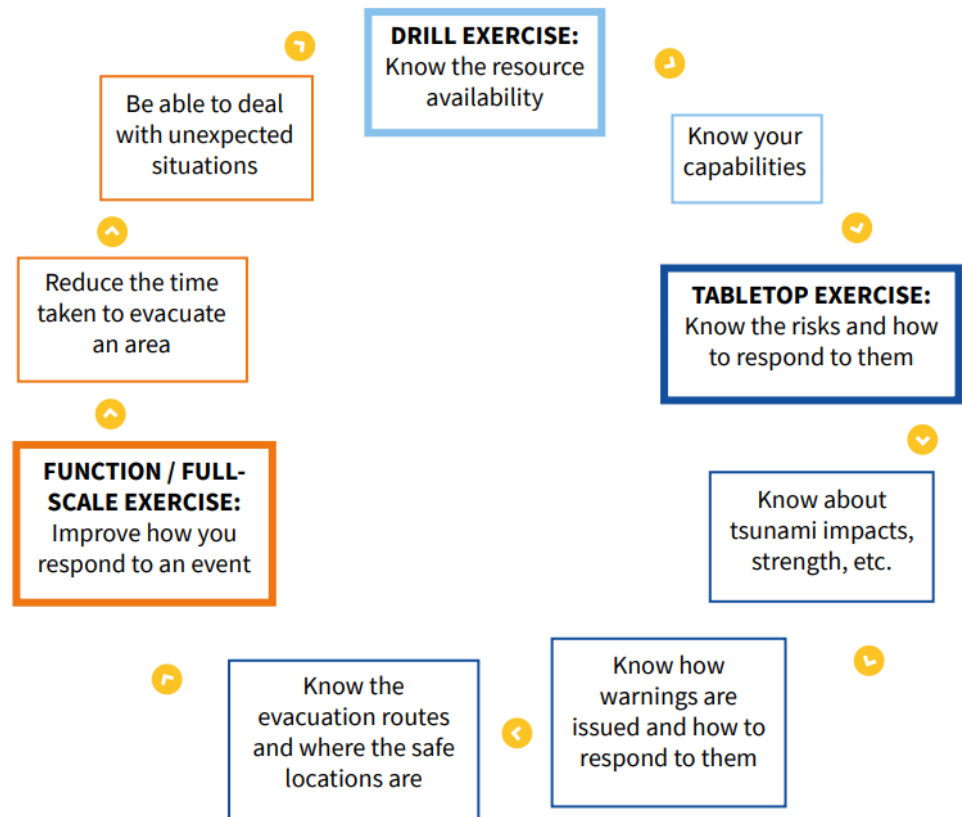 DRILL EXERCISE:
Know the resource
availability
Know your
capabilities
TABLETOP EXERCISE:
Know the risks and how
to respond to them
Know about
tsunami impacts,
strength, etc.
Know how
warnings are
issued and how to
respond to them
Know the
evacuation routes
and where the safe
locations are
FUNCTION / FULL-
SCALE EXERCISE:
Improve how you
respond to an event
Reduce the time
taken to evacuate
an area
Be able to deal
with unexpected
situations